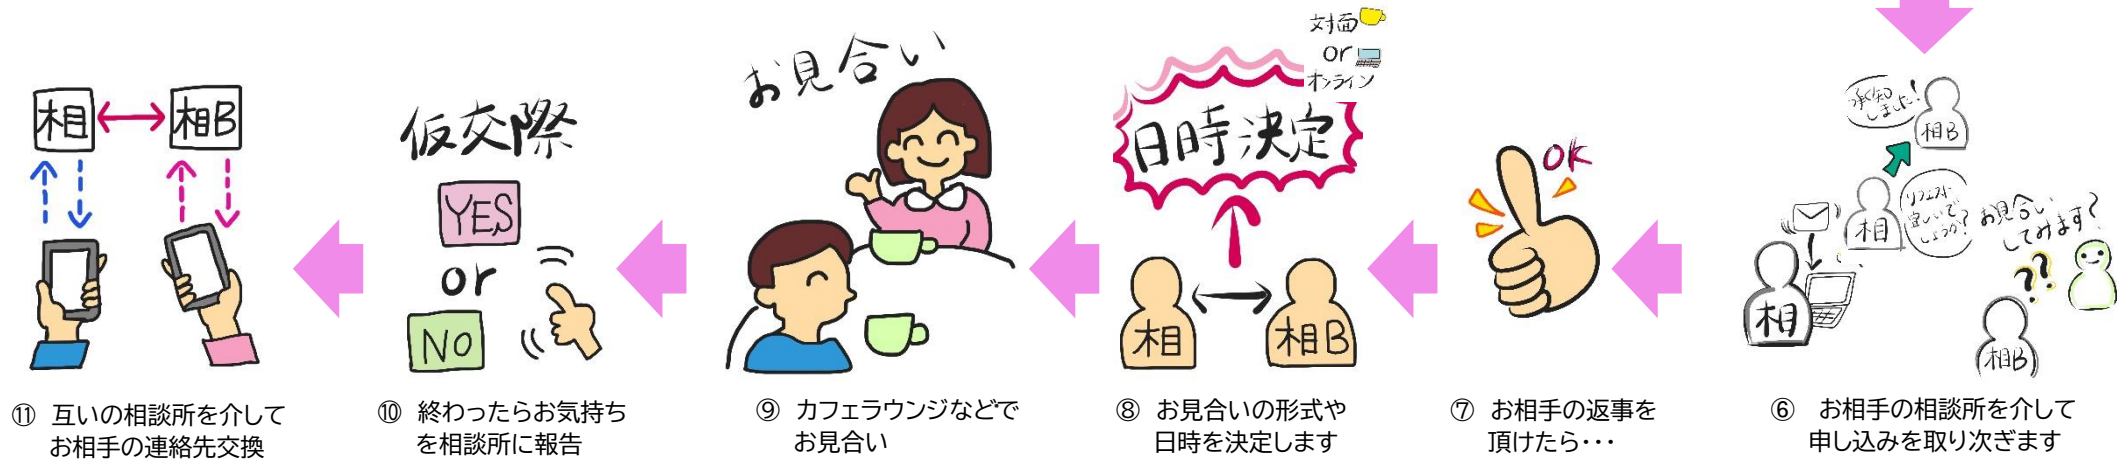 承知
しました!
相B
相
リクエスト
宜しいで
しょうか?
お見合い
してみます?
??
相
相B
⑥ お相手の相談所を介して
申し込みを取り次ぎます
OK
⑦ お相手の返事を
頂けたら・・・
対面
or
オンライン
日時決定
相
相B
⑧ お見合いの形式や
日時を決定します
お見合い
⑨ カフェラウンジなどで
お見合い
仮交際
YES
or
NO
⑩ 終わったらお気持ち
を相談所に報告
相
相B
⑪ 互いの相談所を介して
お相手の連絡先交換